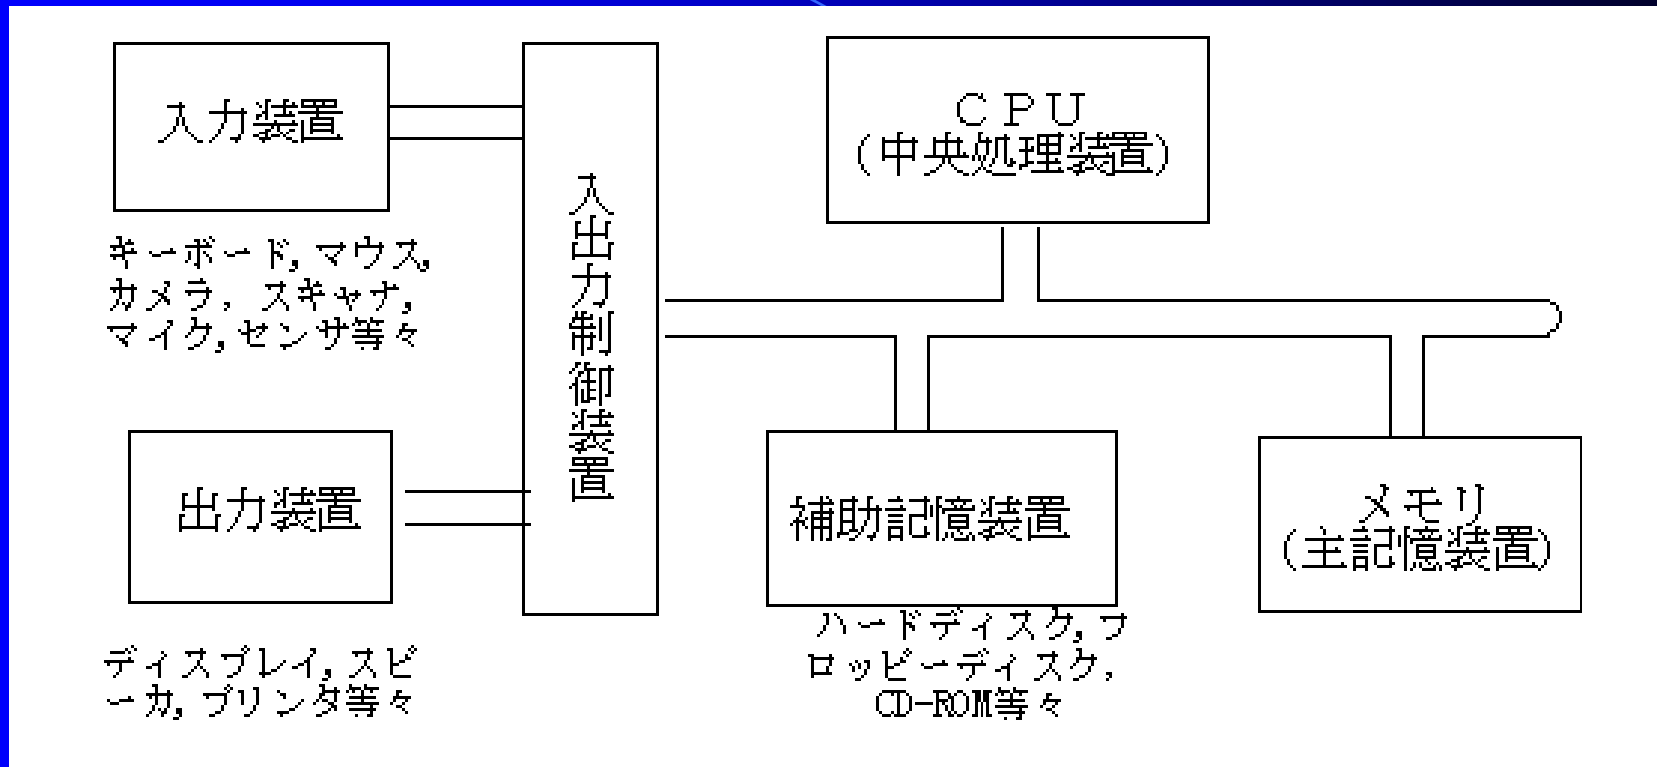 入力装置
キーボード, マウス,
カメラ, スキャナ,
マイク, センサ等々
出力装置
ディスプレイ, スピ
ーカ, プリンタ等々
入出力制御装置
ＣＰＵ
(中央処理装置)
補助記憶装置
ハードディスク, フ
ロッピーディスク,
CD-ROM等々
メモリ
(主記憶装置)